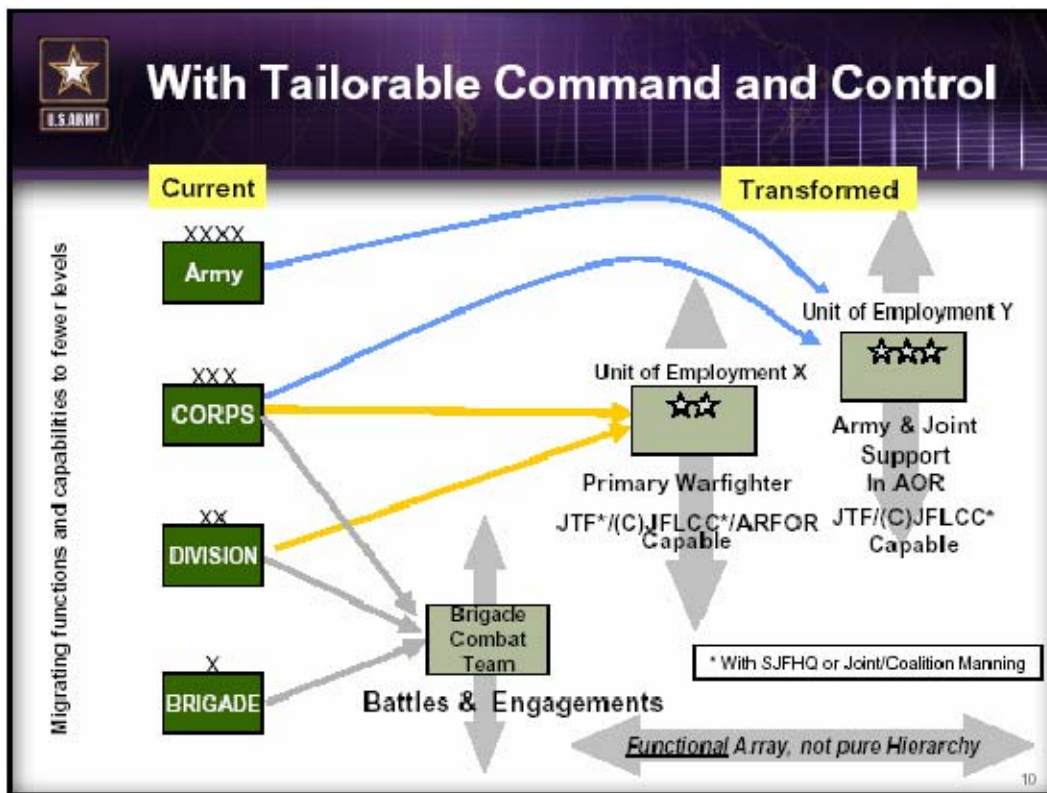 With Tailorable Command and Control
U.S.ARMY
Current
Transformed
Migrating functions and capabilities to fewer levels
XXXX
Army
XXX
CORPS
XX
DIVISION
X
BRIGADE
Brigade
Combat
Team
Battles & Engagements
Unit of Employment X
Primary Warfighter
JTF*/(C)JFLCC*/ARFOR
Capable
Unit of Employment Y
Army & Joint
Support
In AOR
JTF/(C)JFLCC*
Capable
* With SJFHQ or Joint/Coalition Manning
Functional Array, not pure Hierarchy
10